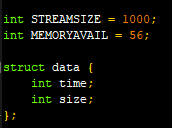 int STREAMSIZE = 1000;
int MEMORYAVAIL = 56;
struct data {
int time;
int size;
};